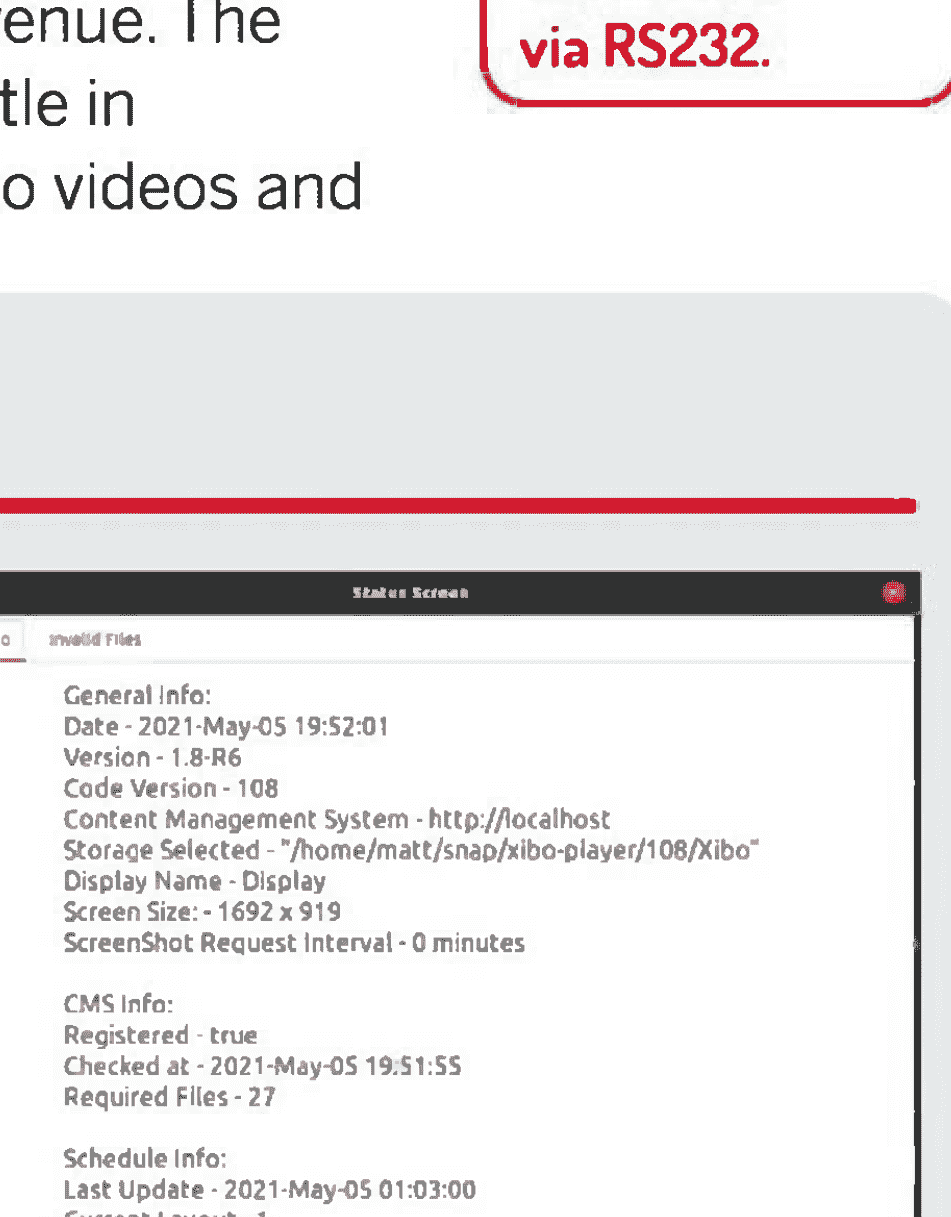 venue. The
tle in
o videos and
via RS232.
Status Screen
Invalid Files
General Info:
Date - 2021-May-05 19:52:01
Version - 1.8-R6
Code Version - 108
Content Management System - http://localhost
Storage Selected - "/home/matt/snap/xibo-player/108/Xibo"
Display Name - Display
Screen Size: - 1692 x 919
ScreenShot Request Interval - 0 minutes
CMS Info:
Registered - true
Checked at - 2021-May-05 19:51:55
Required Files - 27
Schedule Info:
Last Update - 2021-May-05 01:03:00